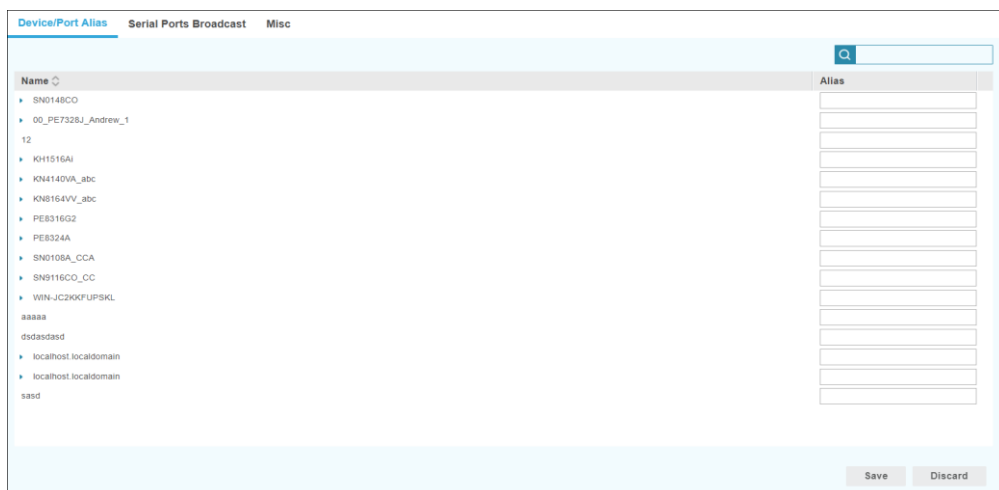 Device/Port Alias Serial Ports Broadcast Misc
Name Alias
SN0148CO
00_PE7328J_Andrew_1
12
KH1516Ai
KN4140VA_abc
KN8164VV_abc
PE8316G2
PE8324A
SN0108A_CCA
SN9116CO_CC
WIN-JC2KKFUPSKL
aaaaa
dsdasdasd
localhost.localdomain
localhost.localdomain
sasd
Save Discard